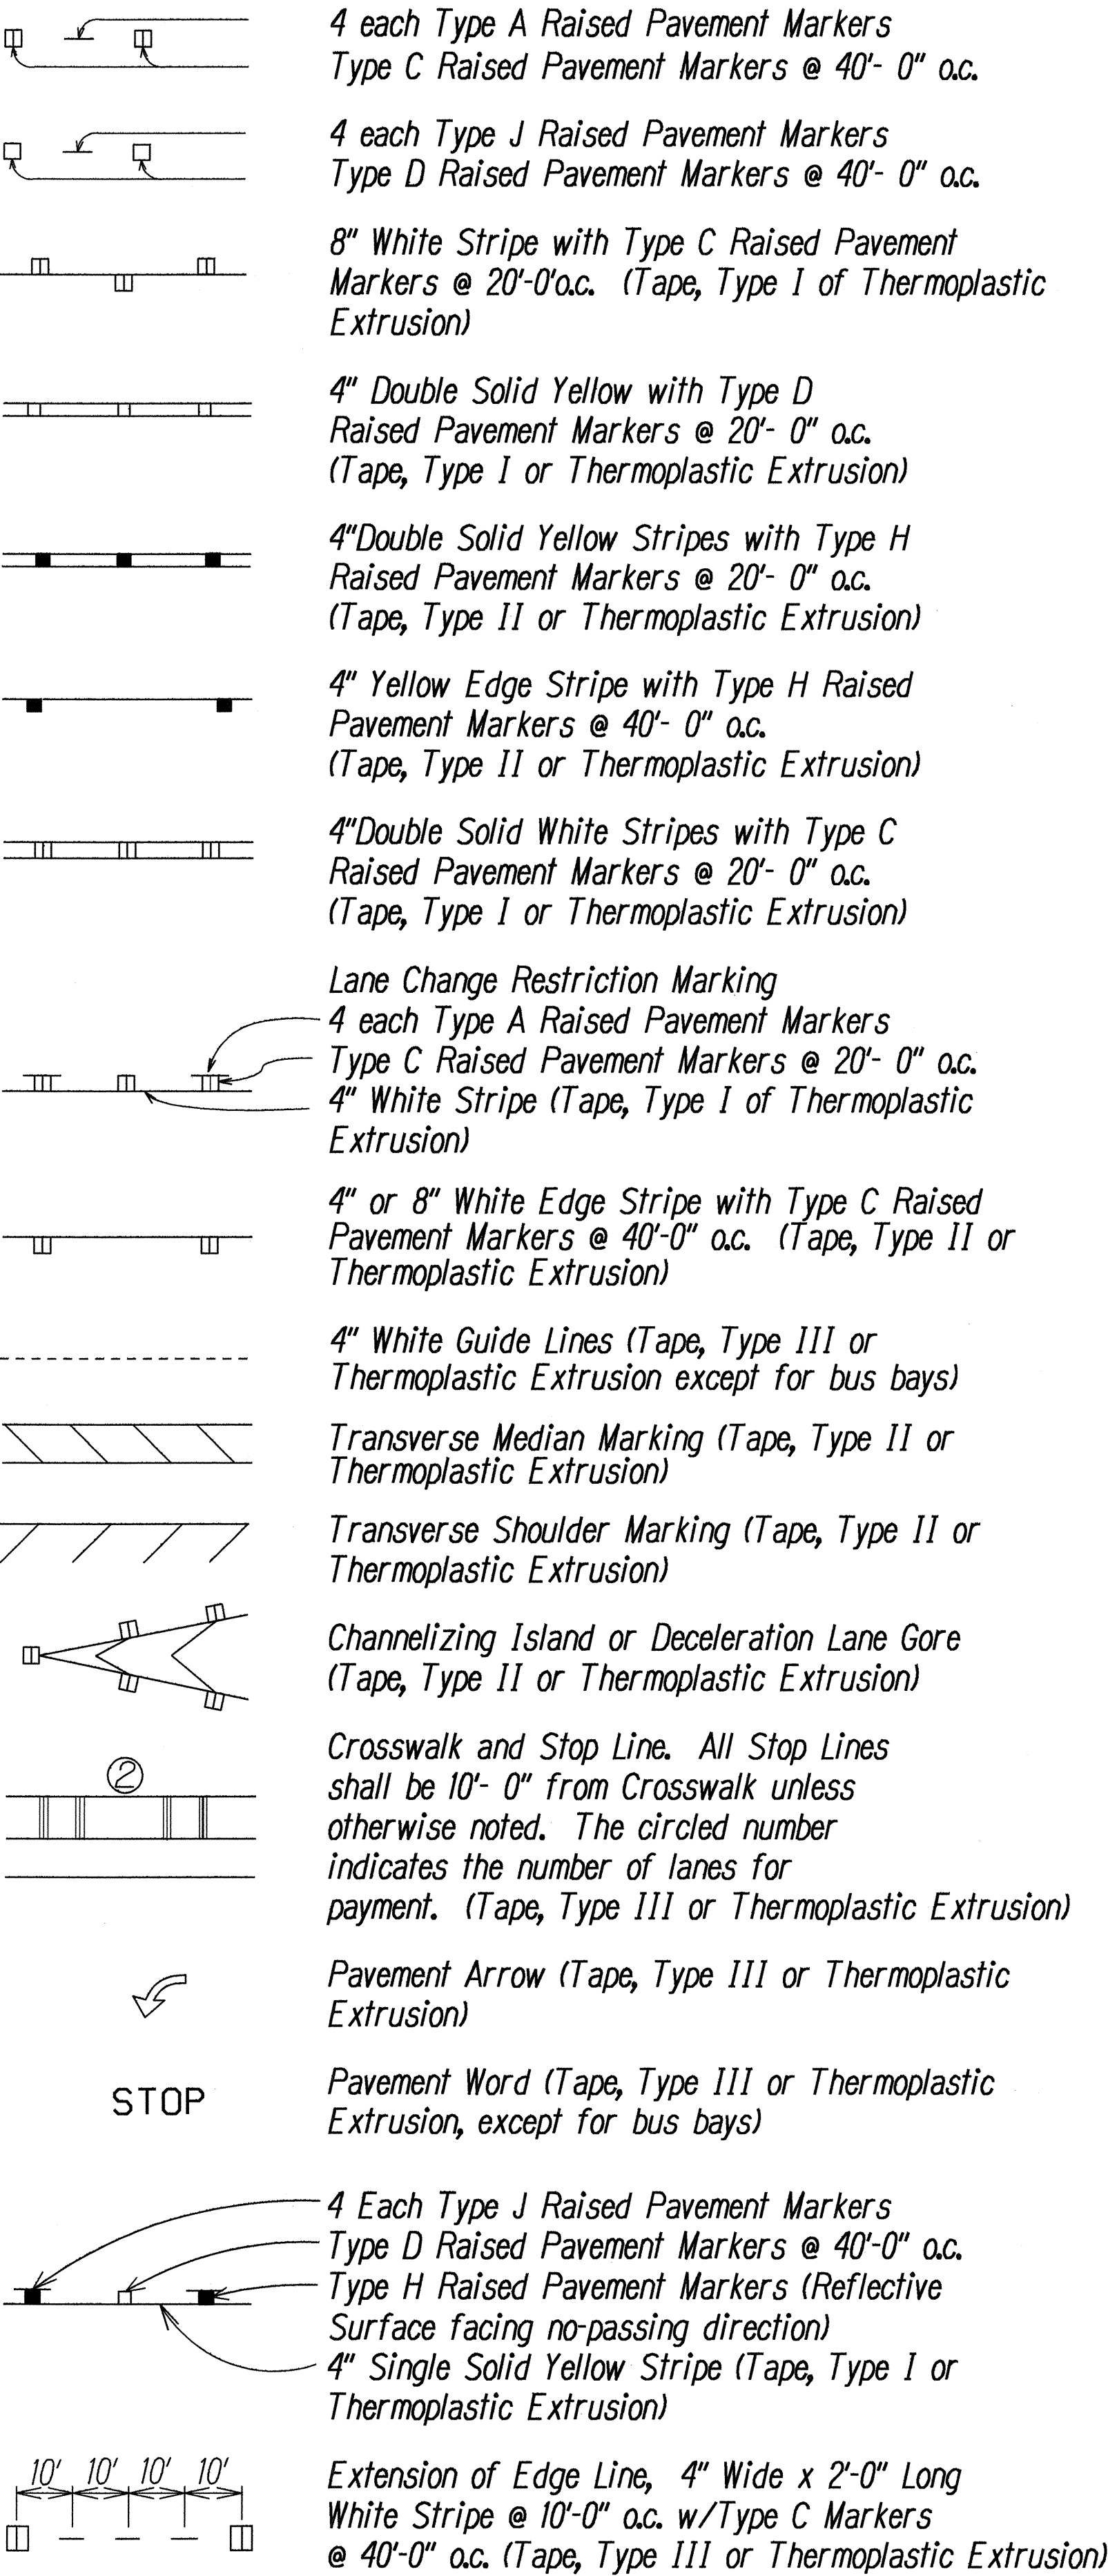 4 each Type A Raised Pavement Markers
Type C Raised Pavement Markers @ 40'- 0" o.c.
4 each Type J Raised Pavement Markers
Type D Raised Pavement Markers @ 40'- 0" o.c.
8" White Stripe with Type C Raised Pavement
Markers @ 20'-0'o.c. (Tape, Type I of Thermoplastic
Extrusion)
4" Double Solid Yellow with Type D
Raised Pavement Markers @ 20'- 0" o.c.
(Tape, Type I or Thermoplastic Extrusion)
4"Double Solid Yellow Stripes with Type H
Raised Pavement Markers @ 20'- 0" o.c.
(Tape, Type II or Thermoplastic Extrusion)
4" Yellow Edge Stripe with Type H Raised
Pavement Markers @ 40'- 0" o.c.
(Tape, Type II or Thermoplastic Extrusion)
4"Double Solid White Stripes with Type C
Raised Pavement Markers @ 20'- 0" o.c.
(Tape, Type I or Thermoplastic Extrusion)
Lane Change Restriction Marking
4 each Type A Raised Pavement Markers
Type C Raised Pavement Markers @ 20'- 0" o.c.
4" White Stripe (Tape, Type I of Thermoplastic
Extrusion)
4" or 8" White Edge Stripe with Type C Raised
Pavement Markers @ 40'-0" o.c. (Tape, Type II or
Thermoplastic Extrusion)
4" White Guide Lines (Tape, Type III or
Thermoplastic Extrusion except for bus bays)
Transverse Median Marking (Tape, Type II or
Thermoplastic Extrusion)
Transverse Shoulder Marking (Tape, Type II or
Thermoplastic Extrusion)
Channelizing Island or Deceleration Lane Gore
(Tape, Type II or Thermoplastic Extrusion)
2
Crosswalk and Stop Line. All Stop Lines
shall be 10'- 0" from Crosswalk unless
otherwise noted. The circled number
indicates the number of lanes for
payment. (Tape, Type III or Thermoplastic Extrusion)
Pavement Arrow (Tape, Type III or Thermoplastic
Extrusion)
STOP
Pavement Word (Tape, Type III or Thermoplastic
Extrusion, except for bus bays)
4 Each Type J Raised Pavement Markers
Type D Raised Pavement Markers @ 40'-0" o.c.
Type H Raised Pavement Markers (Reflective
Surface facing no-passing direction)
4" Single Solid Yellow Stripe (Tape, Type I or
Thermoplastic Extrusion)
10' 10' 10' 10'
Extension of Edge Line, 4" Wide x 2'-0" Long
White Stripe @ 10'-0" o.c. w/Type C Markers
@ 40'-0" o.c. (Tape, Type III or Thermoplastic Extrusion)